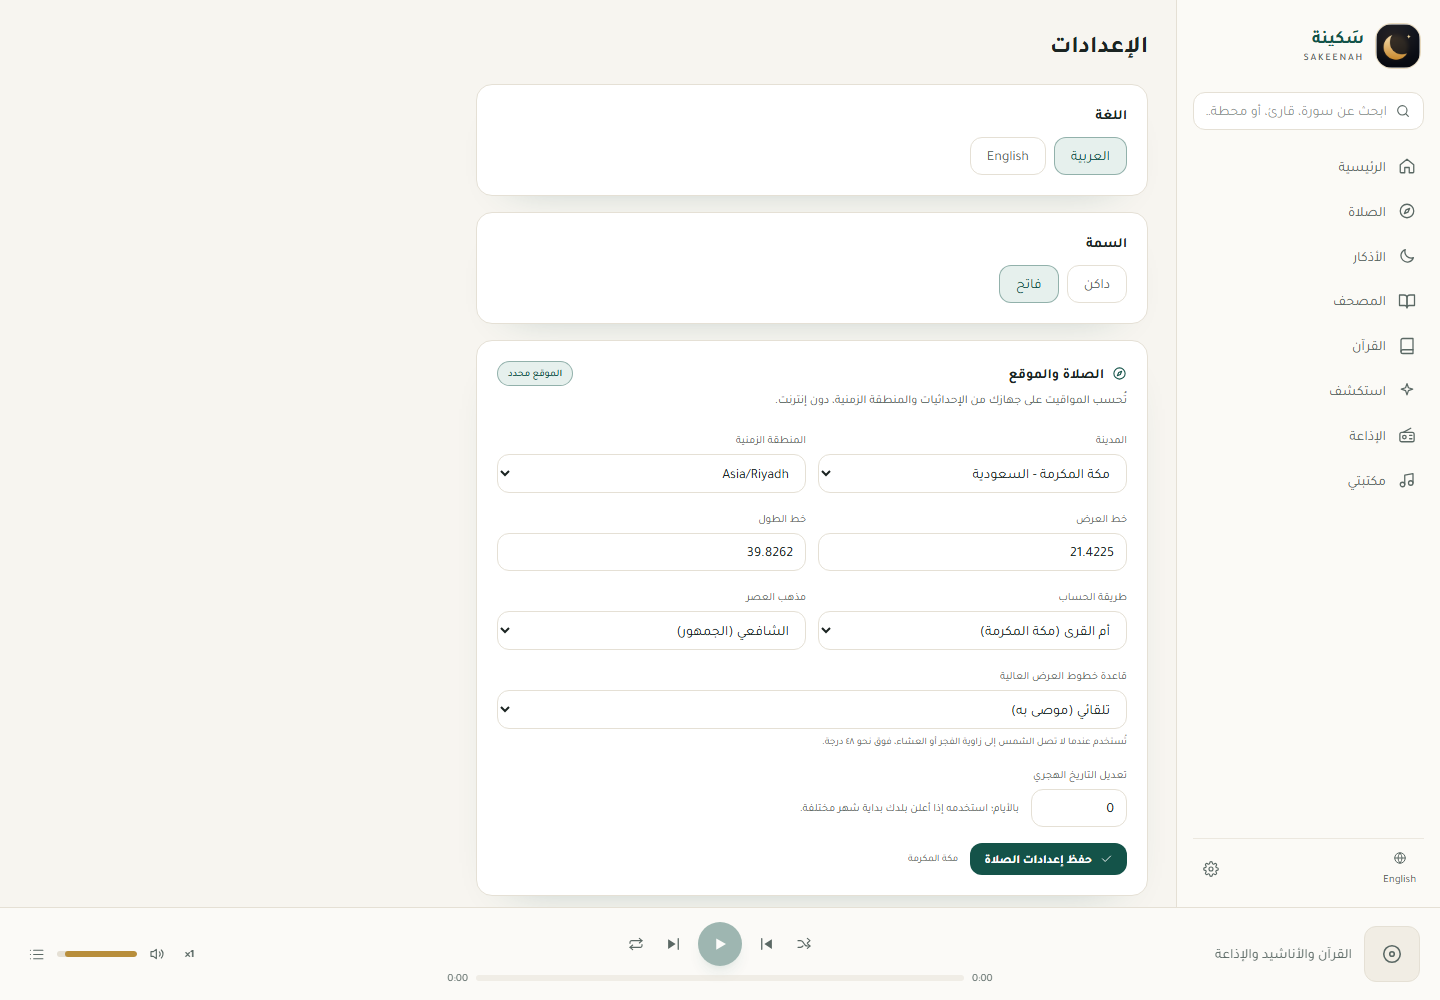 سَكينة
SAKEENAH
ابحث عن سورة، قارئ، أو محطة..
الرئيسية
الصلاة
الأذكار
المصحف
القرآن
استكشف
الإذاعة
مكتبتي
English
الإعدادات
اللغة
العربية
English
السمة
داكن
فاتح
الصلاة والموقع
الموقع محدد
تُحسب المواقيت على جهازك من الإحداثيات والمنطقة الزمنية، دون إنترنت.
المدينة
المنطقة الزمنية
مكة المكرمة - السعودية
Asia/Riyadh
خط العرض
خط الطول
21.4225
39.8262
طريقة الحساب
مذهب العصر
أم القرى (مكة المكرمة)
الشافعي (الجمهور)
قاعدة خطوط العرض العالية
تلقائي (موصى به)
تُستخدم عندما لا تصل الشمس إلى زاوية الفجر أو العشاء، فوق نحو ٤٨ درجة.
تعديل التاريخ الهجري
0
بالأيام؛ استخدمه إذا أعلن بلدك بداية شهر مختلفة.
حفظ إعدادات الصلاة
مكة المكرمة
القرآن والأناشيد والإذاعة
0:00
0:00
x1